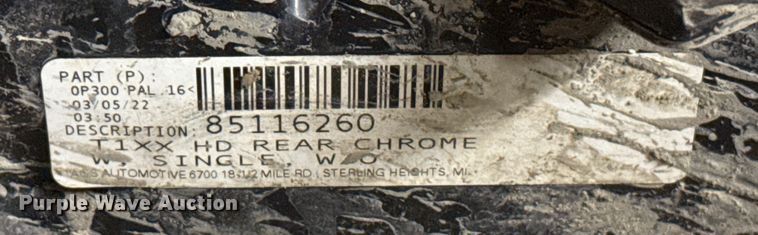 PART (P):
OP300 PAL 16<
03/05/22
03:50
85116260
DESCRIPTION:
T1XX HD REAR CHROME
W, SINGLE, W/O
AUTOMOTIVE 6700 18 1/2 MILE RD, STERLING HEIGHTS, MI.
Purple Wave Auction